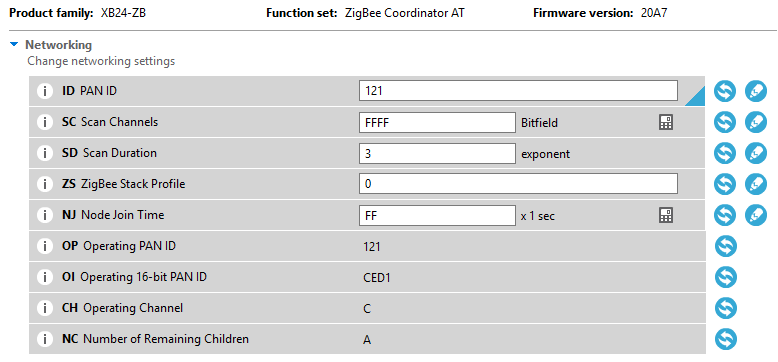 Product family: XB24-ZB Function set: ZigBee Coordinator AT Firmware version: 20A7
Networking
Change networking settings
i ID PAN ID 121
i SC Scan Channels FFFF Bitfield
i SD Scan Duration 3 exponent
i ZS ZigBee Stack Profile 0
i NJ Node Join Time FF x 1 sec
i OP Operating PAN ID 121
i OI Operating 16-bit PAN ID CED1
i CH Operating Channel C
i NC Number of Remaining Children A